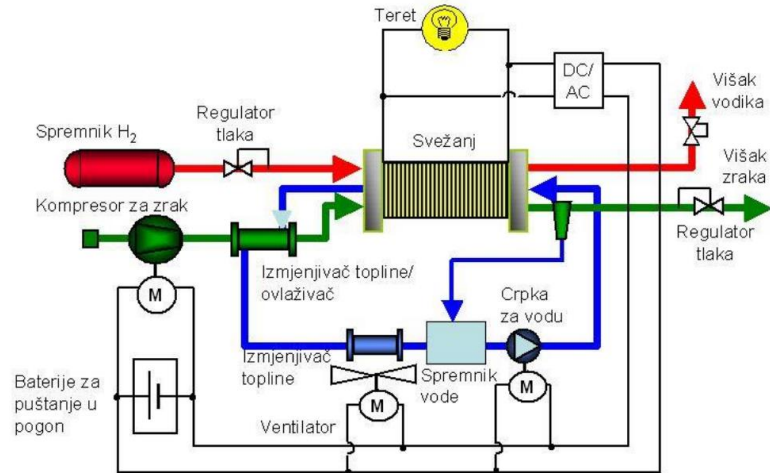 Teret
DC/
AC
Višak
vodika
Regulator
tlaka
Spremnik H₂
Svežanj
Višak
zraka
Kompresor za zrak
Regulator
tlaka
Izmjenjivač topline/
ovlaživač
M
Crpka
za vodu
Izmjenjivač
topline
Spremnik
vode
Baterije za
puštanje u
pogon
M
M
Ventilator